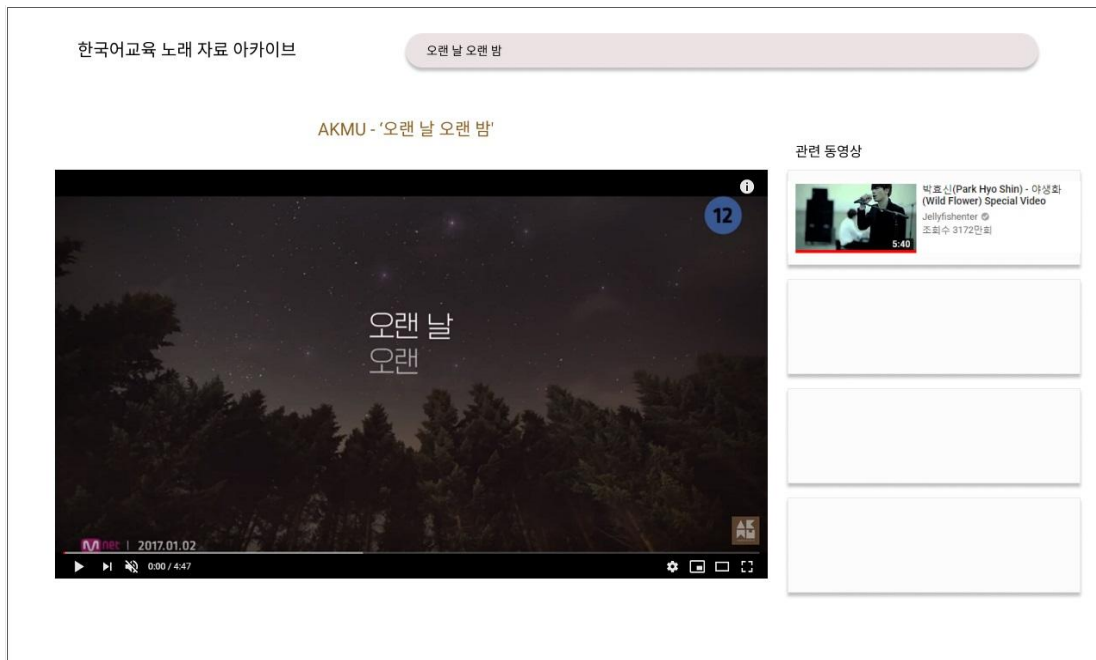 한국어교육 노래 자료 아카이브
오랜 날 오랜 밤
AKMU - ‘오랜 날 오랜 밤’
관련 동영상
12
오랜 날
오랜
AK
MU
Mnet | 2017.01.02
0:00 / 4:47
박효신(Park Hyo Shin) - 야생화
(Wild Flower) Special Video
Jellyfishenter
조회수 3172만회
5:40